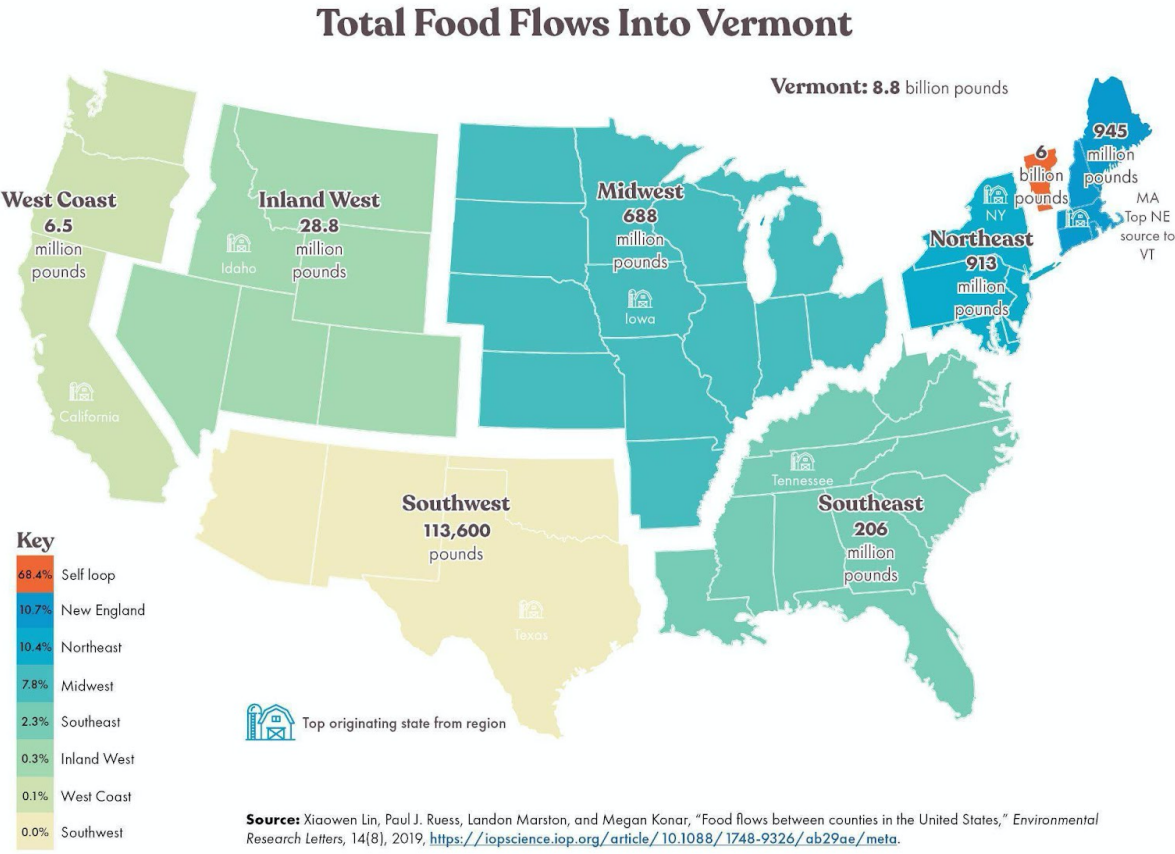 Total Food Flows Into Vermont
Vermont: 8.8 billion pounds
West Coast
6.5
million
pounds
California
Inland West
28.8
million
pounds
Idaho
Midwest
688
million
pounds
Iowa
6
billion
pounds
945
million
pounds
MA
Top NE
source to
VT
NY
Northeast
913
million
pounds
Southwest
113,600
pounds
Texas
Tennessee
Southeast
206
million
pounds
Key
68.4% Self loop
10.7% New England
10.4% Northeast
7.8% Midwest
2.3% Southeast
0.3% Inland West
0.1% West Coast
0.0% Southwest
Top originating state from region
Source: Xiaowen Lin, Paul J. Ruess, Landon Marston, and Megan Konar, “Food flows between counties in the United States,” Environmental
Research Letters, 14(8), 2019, https://iopscience.iop.org/article/10.1088/1748-9326/ab29ae/meta.